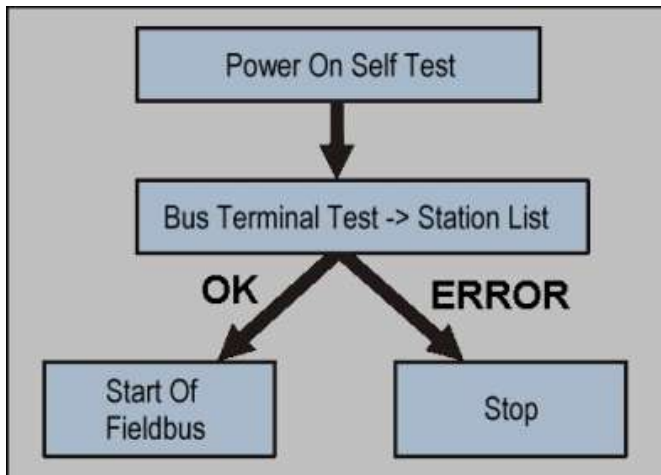 Power On Self Test
Bus Terminal Test -> Station List
OK
ERROR
Start Of
Fieldbus
Stop